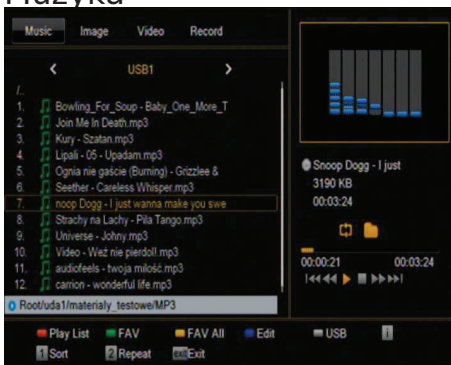 Muzyka
Music Image Video Record
USB1
/..
1. Bowling_For_Soup - Baby_One_More_T
2. Join Me In Death.mp3
3. Kury - Szatan.mp3
4. Lipali - 05 - Upadam.mp3
5. Ognia nie gaście (Burning) - Grizzlee &
6. Seether - Careless Whisper.mp3
7. noop Dogg - I just wanna make you swe
8. Strachy na Lachy - Piła Tango.mp3
9. Universe - Johny.mp3
10. Video - Weź nie pierdoll.mp3
11. audiofeels - twoja miłość.mp3
12. carrion - wonderful life.mp3
Root/uda1/materialy_testowe/MP3
Snoop Dogg - I just
3190 KB
00:03:24
00:00:21 00:03:24
Play List FAV FAV All Edit USB i
1 Sort 2 Repeat exit Exit